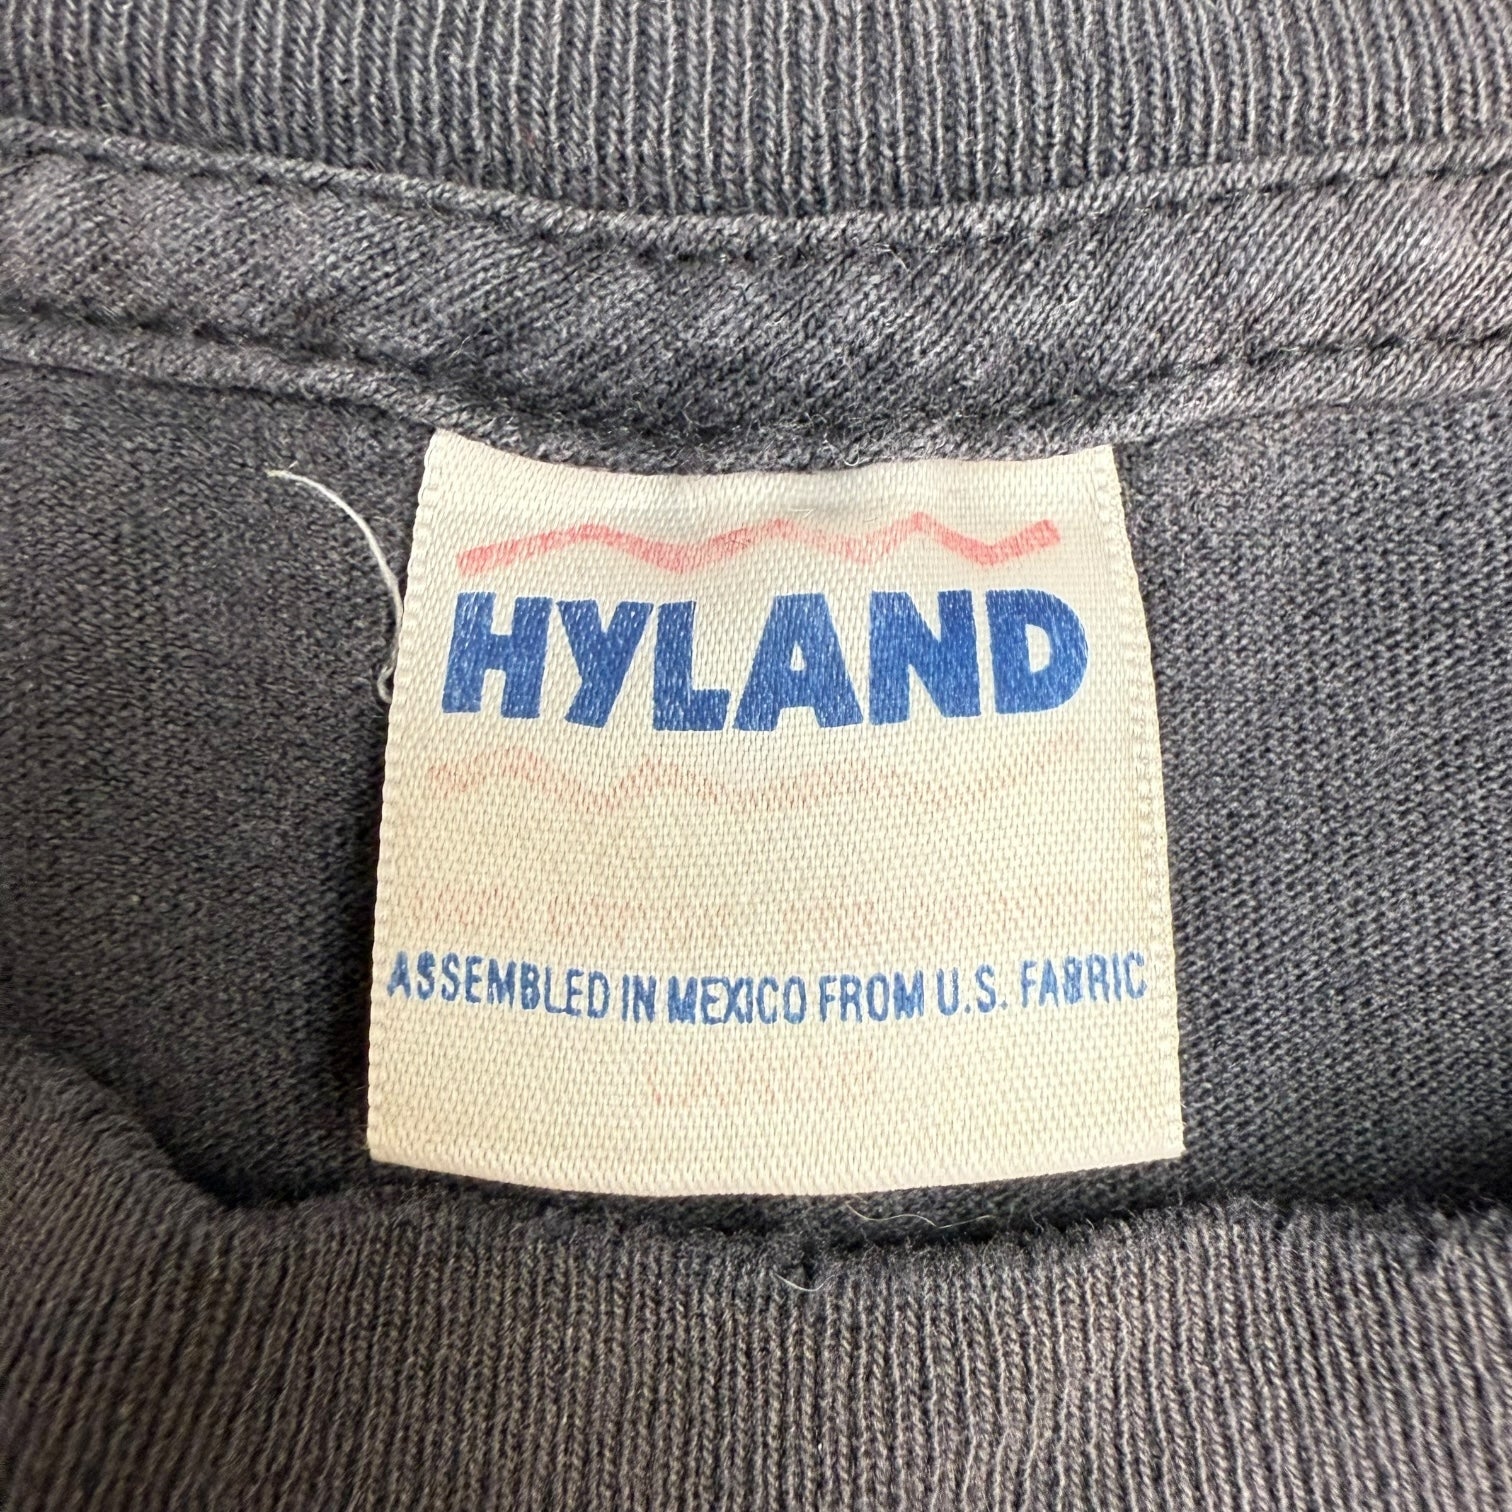 HYLAND
ASSEMBLED IN MEXICO FROM U.S. FABRIC